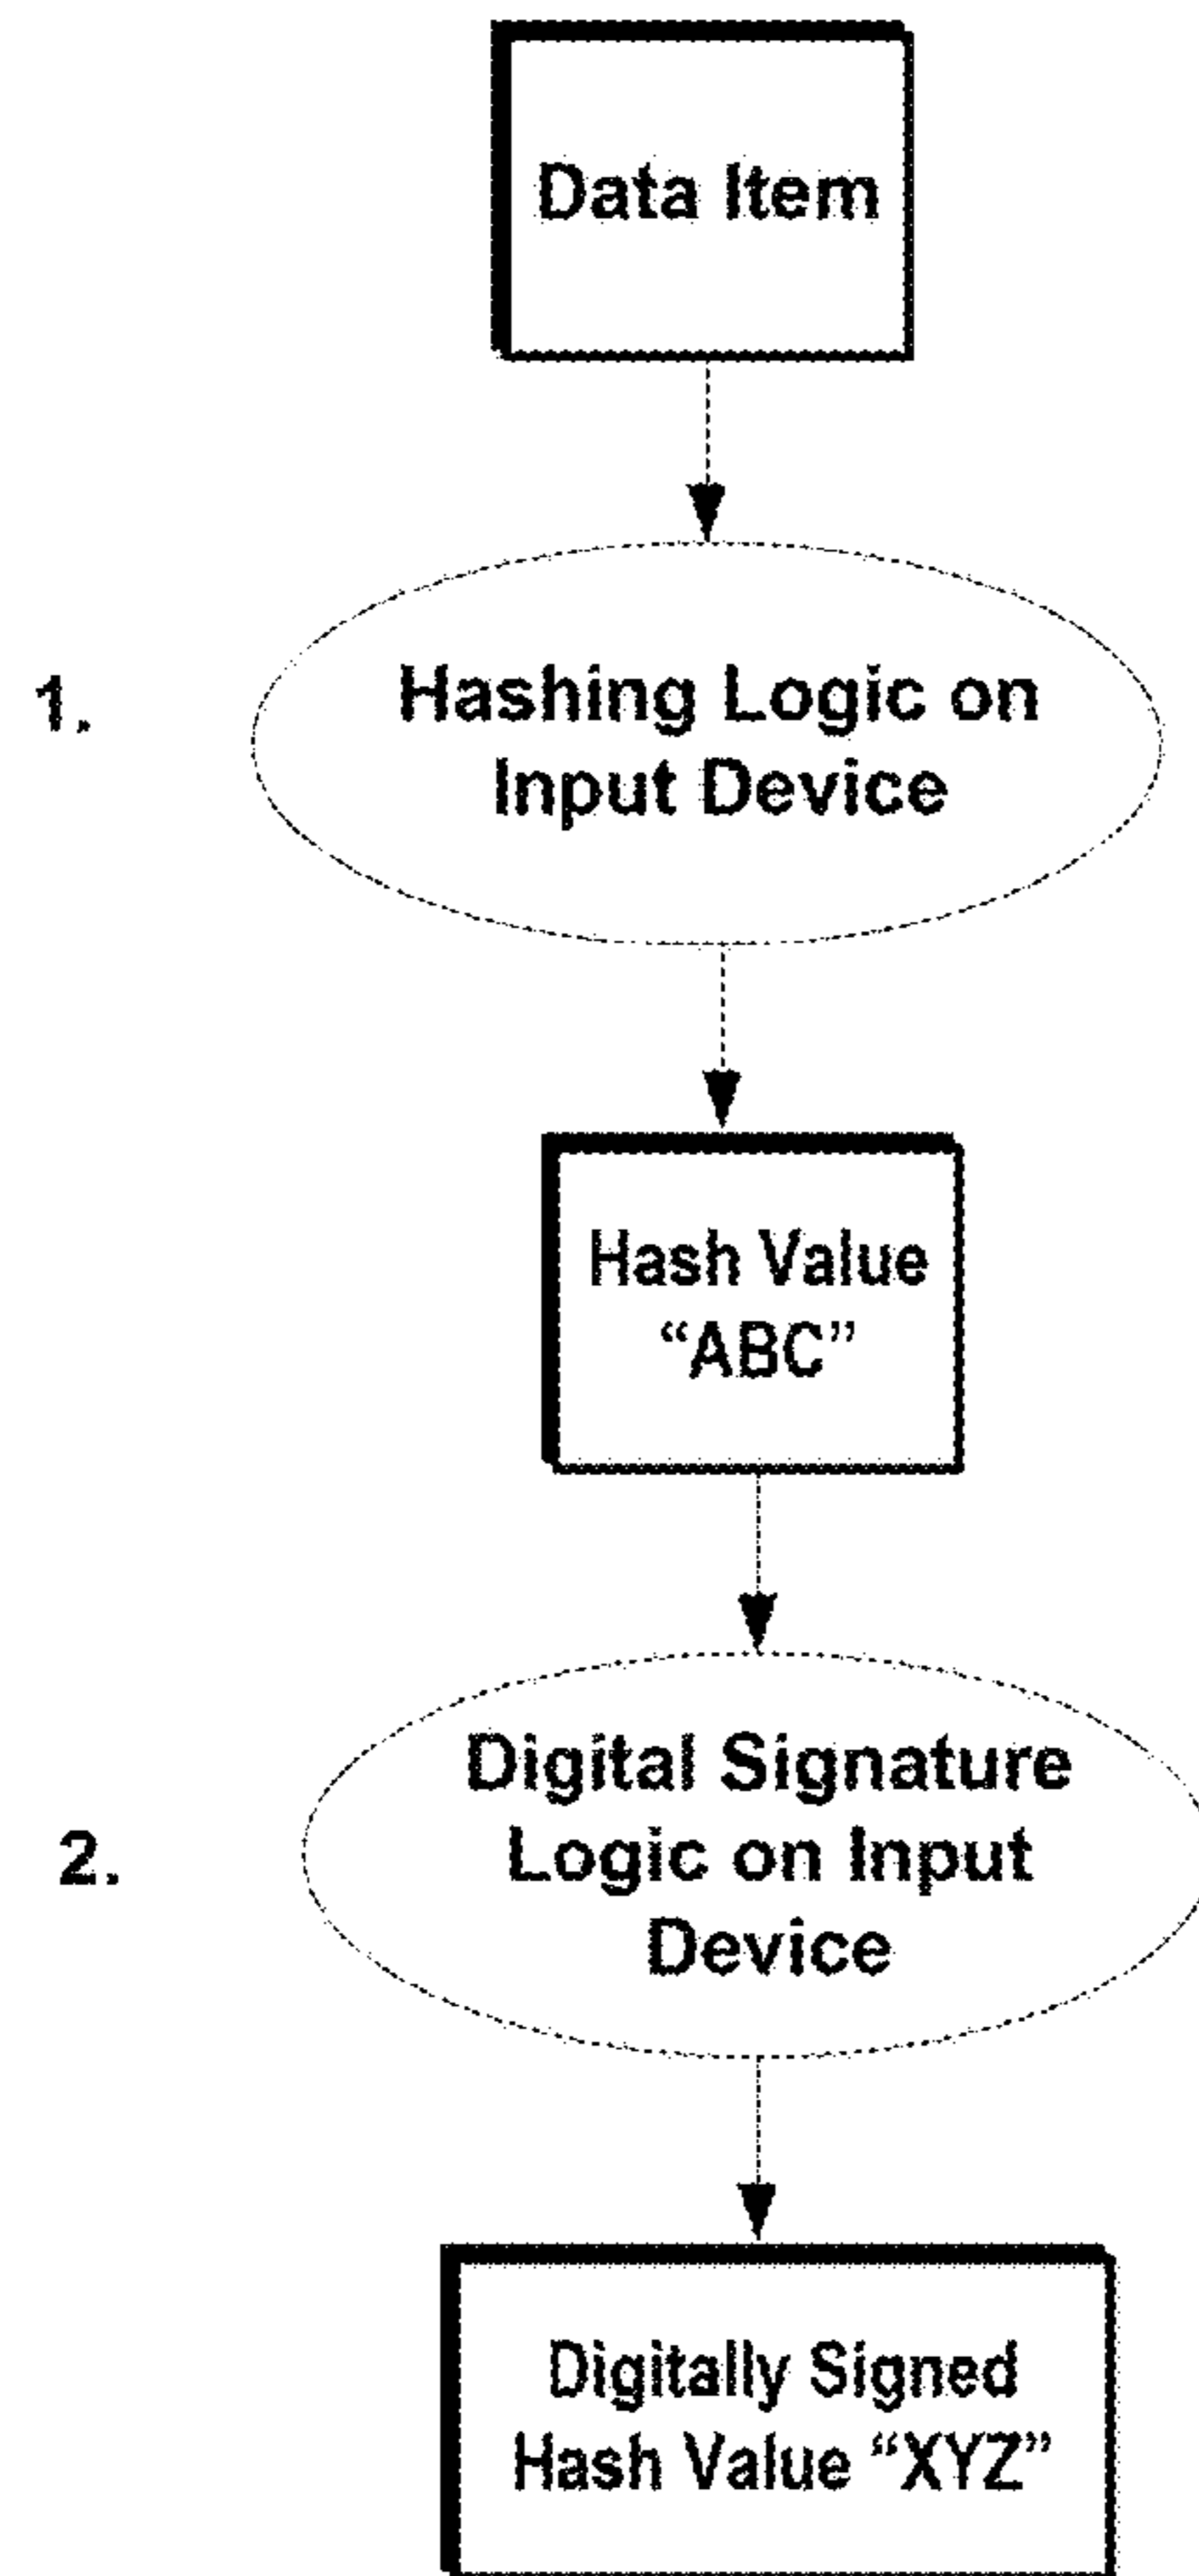 Data Item
1.
Hashing Logic on
Input Device
Hash Value
“ABC”
2.
Digital Signature
Logic on Input
Device
Digitally Signed
Hash Value “XYZ”